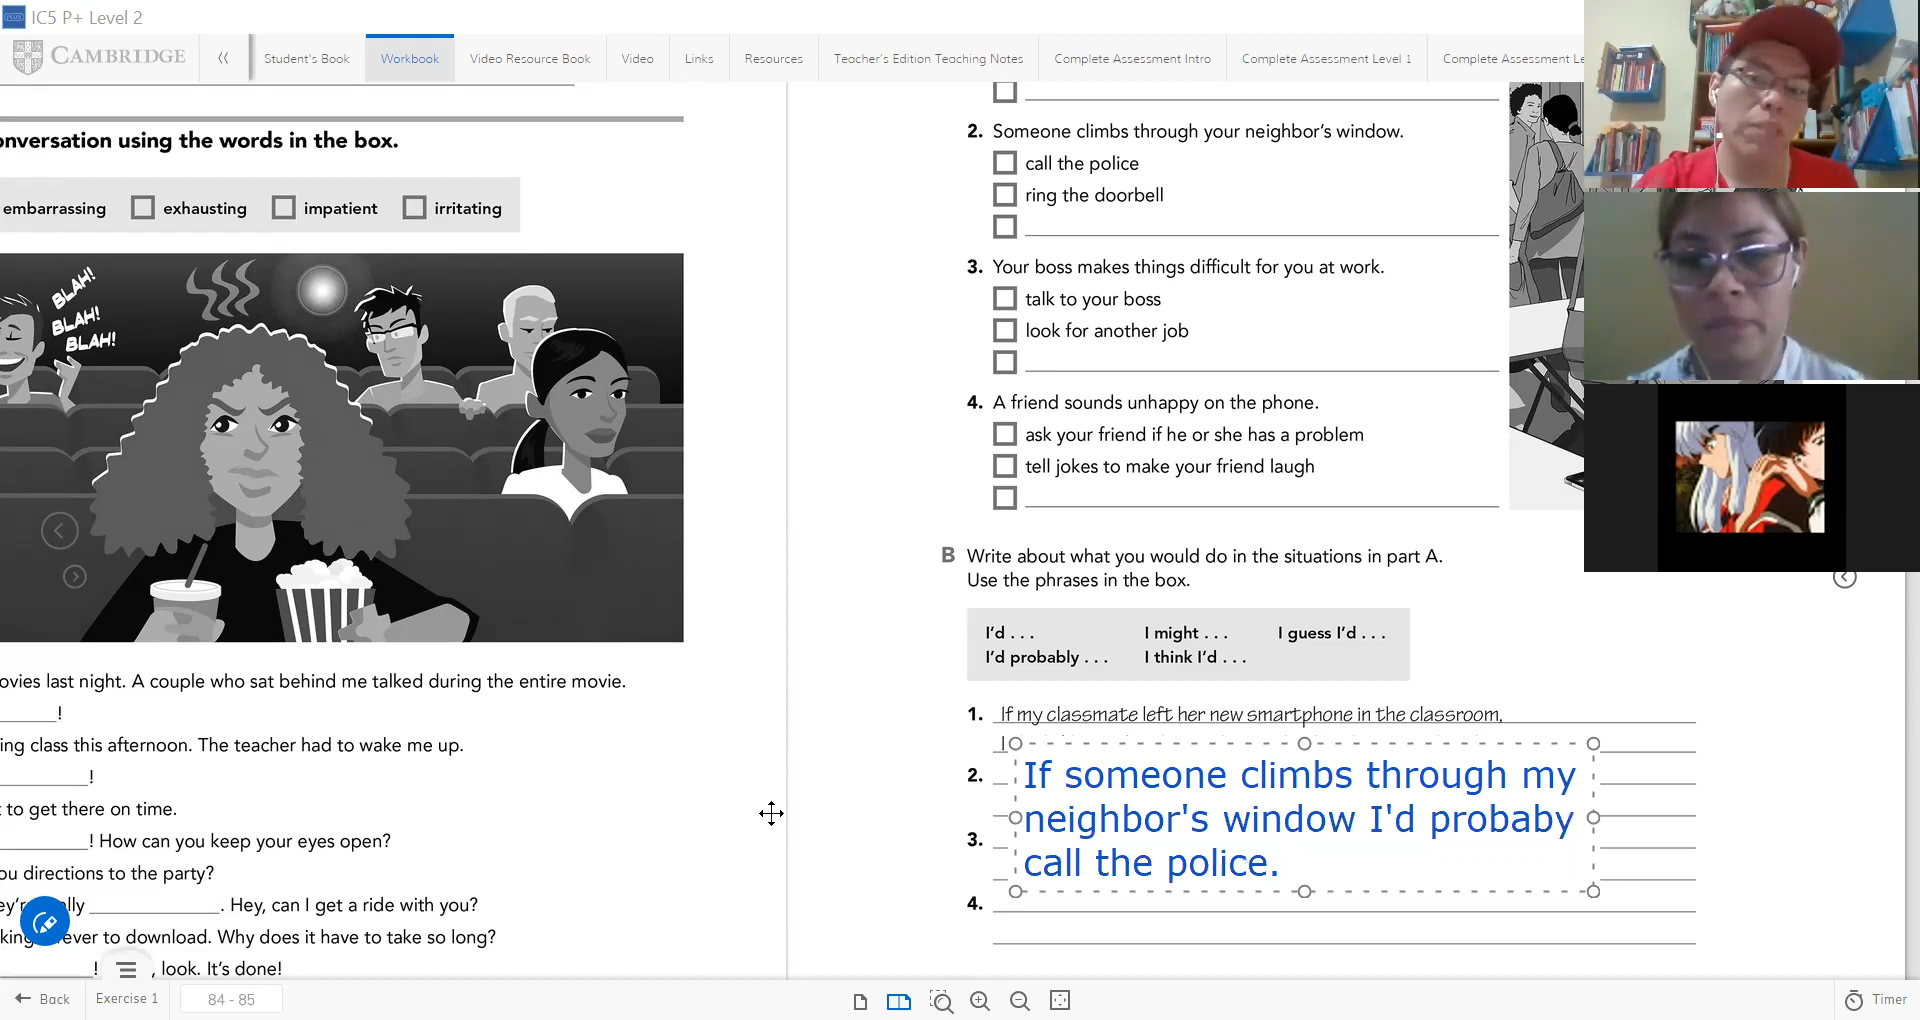 PLUS IC5 P+ Level 2
CAMBRIDGE
Student's Book
Workbook
Video Resource Book
Video
Links
Resources
Teacher's Edition Teaching Notes
Complete Assessment Intro
Complete Assessment Level 1
Complete Assessment Le
onversation using the words in the box.
embarrassing
exhausting
impatient
irritating
BLAH!
BLAH!
BLAH!
ovies last night. A couple who sat behind me talked during the entire movie.
!
ing class this afternoon. The teacher had to wake me up.
!
to get there on time.
! How can you keep your eyes open?
ou directions to the party?
. Hey, can I get a ride with you?
ever to download. Why does it have to take so long?
!
, look. It's done!
2. Someone climbs through your neighbor's window.
call the police
ring the doorbell
3. Your boss makes things difficult for you at work.
talk to your boss
look for another job
4. A friend sounds unhappy on the phone.
ask your friend if he or she has a problem
tell jokes to make your friend laugh
B Write about what you would do in the situations in part A.
Use the phrases in the box.
I'd . . . I might . . . I guess I'd . . .
I'd probably . . . I think I'd . . .
1. If my classmate left her new smartphone in the classroom,
2. If someone climbs through my
neighbor's window I'd probaby
3.
call the police.
4.
Back
Exercise 1
84 - 85
Timer